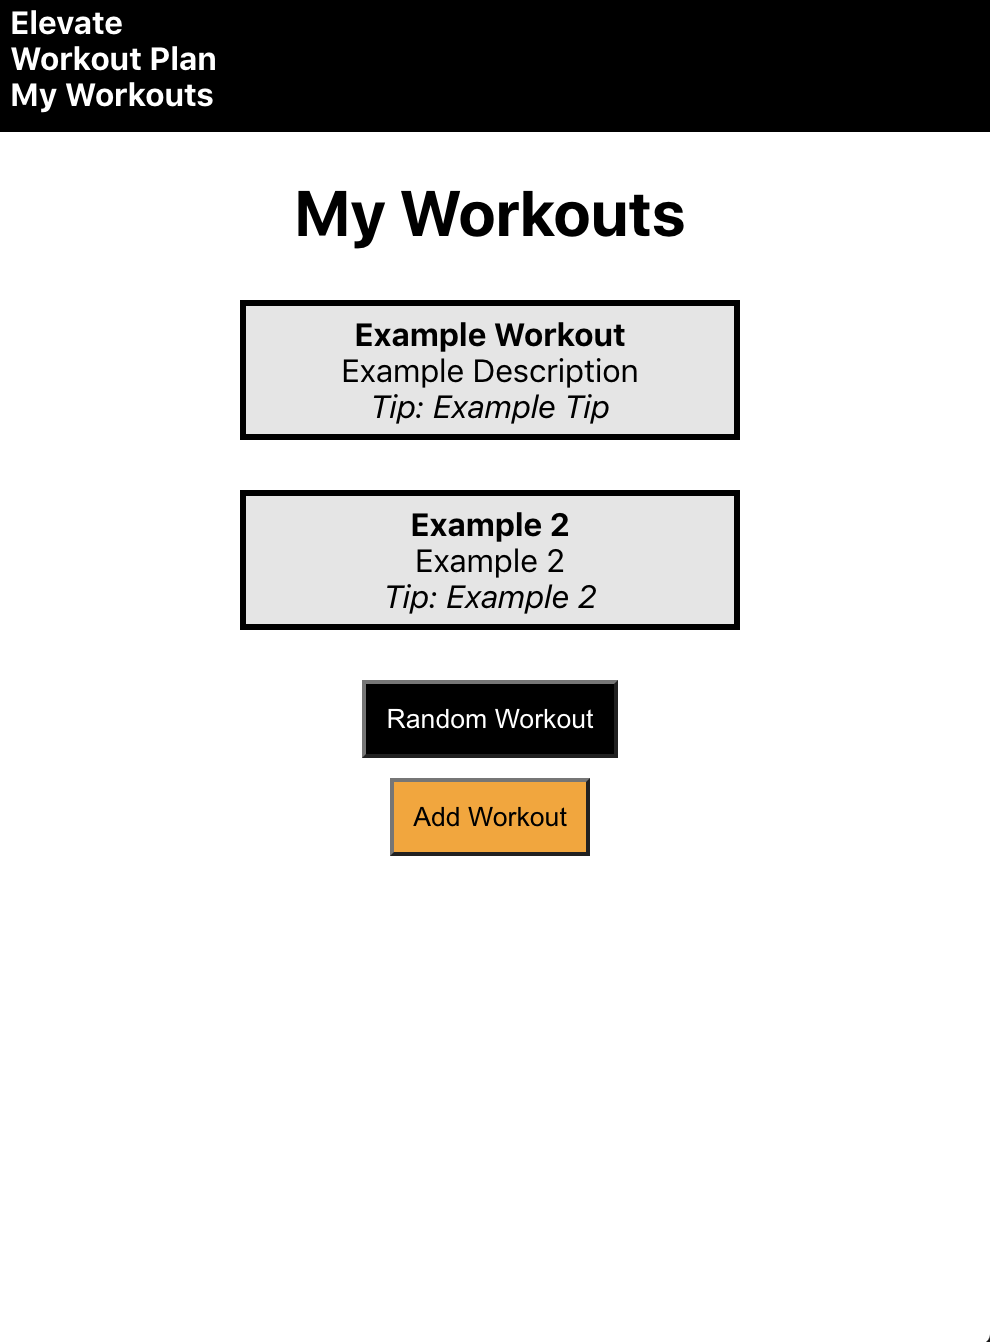 Elevate
Workout Plan
My Workouts
My Workouts
Example Workout
Example Description
Tip: Example Tip
Example 2
Example 2
Tip: Example 2
Random Workout
Add Workout